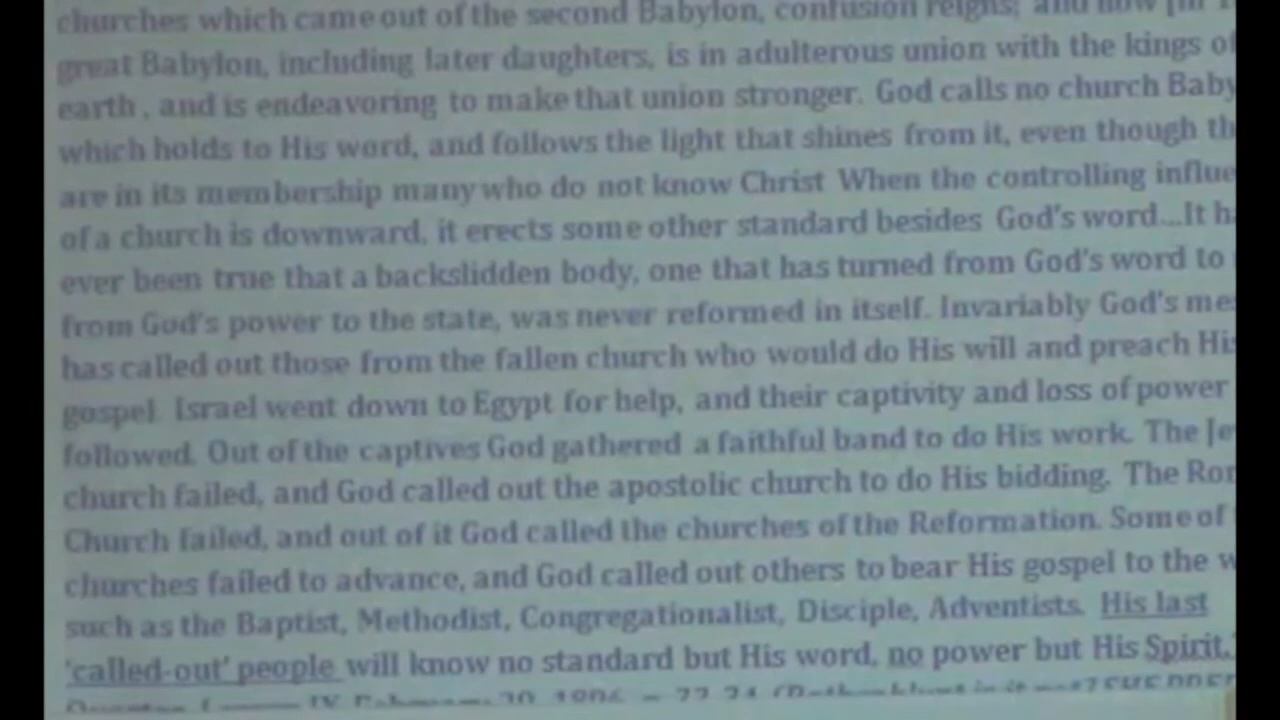 churches which came out of the second Babylon, confusion reigns; and now [in
great Babylon, including later daughters, is in adulterous union with the kings of
earth, and is endeavoring to make that union stronger. God calls no church Baby
which holds to His word, and follows the light that shines from it, even though th
are in its membership many who do not know Christ When the controlling influe
of a church is downward, it erects some other standard besides God's word...It ha
ever been true that a backslidden body, one that has turned from God's word to
from God's power to the state, was never reformed in itself. Invariably God's mes
has called out those from the fallen church who would do His will and preach His
gospel. Israel went down to Egypt for help, and their captivity and loss of power
followed. Out of the captives God gathered a faithful band to do His work. The Je
church failed, and God called out the apostolic church to do His bidding. The Rom
Church failed, and out of it God called the churches of the Reformation. Some of
churches failed to advance, and God called out others to bear His gospel to the w
such as the Baptist, Methodist, Congregationalist, Disciple, Adventists. His last
'called-out' people will know no standard but His word, no power but His Spirit.'